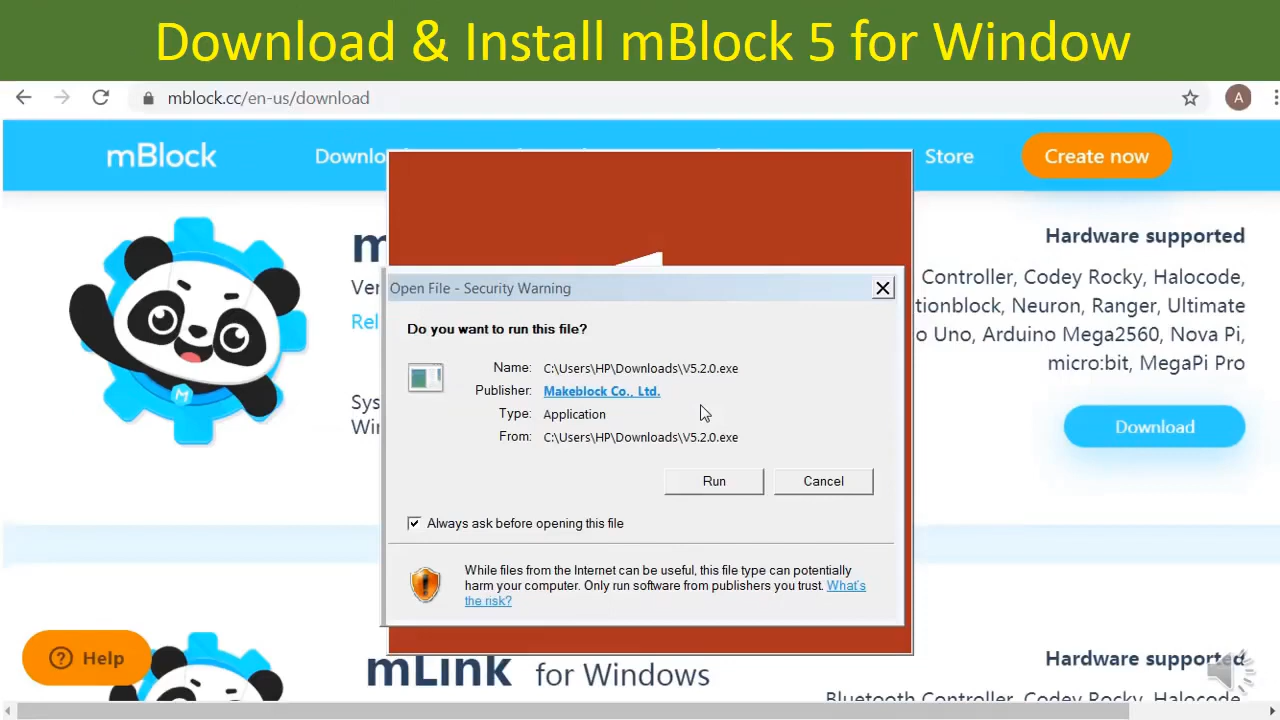 Download & Install mBlock 5 for Window
mblock.cc/en-us/download
A
mBlock
Downlo
Store
Create now
m
Ver
Rel
Sys
Win
Hardware supported
Controller, Codey Rocky, Halocode,
tionblock, Neuron, Ranger, Ultimate
o Uno, Arduino Mega2560, Nova Pi,
micro:bit, MegaPi Pro
Download
Open File - Security Warning
Do you want to run this file?
Name: C:\Users\HP\Downloads\V5.2.0.exe
Publisher: Makeblock Co., Ltd.
Type: Application
From: C:\Users\HP\Downloads\V5.2.0.exe
Run
Cancel
Always ask before opening this file
While files from the Internet can be useful, this file type can potentially
harm your computer. Only run software from publishers you trust. What's
the risk?
Help
mLink for Windows
Hardware supported
Bluetooth Controller, Codey Rocky, Halocode,